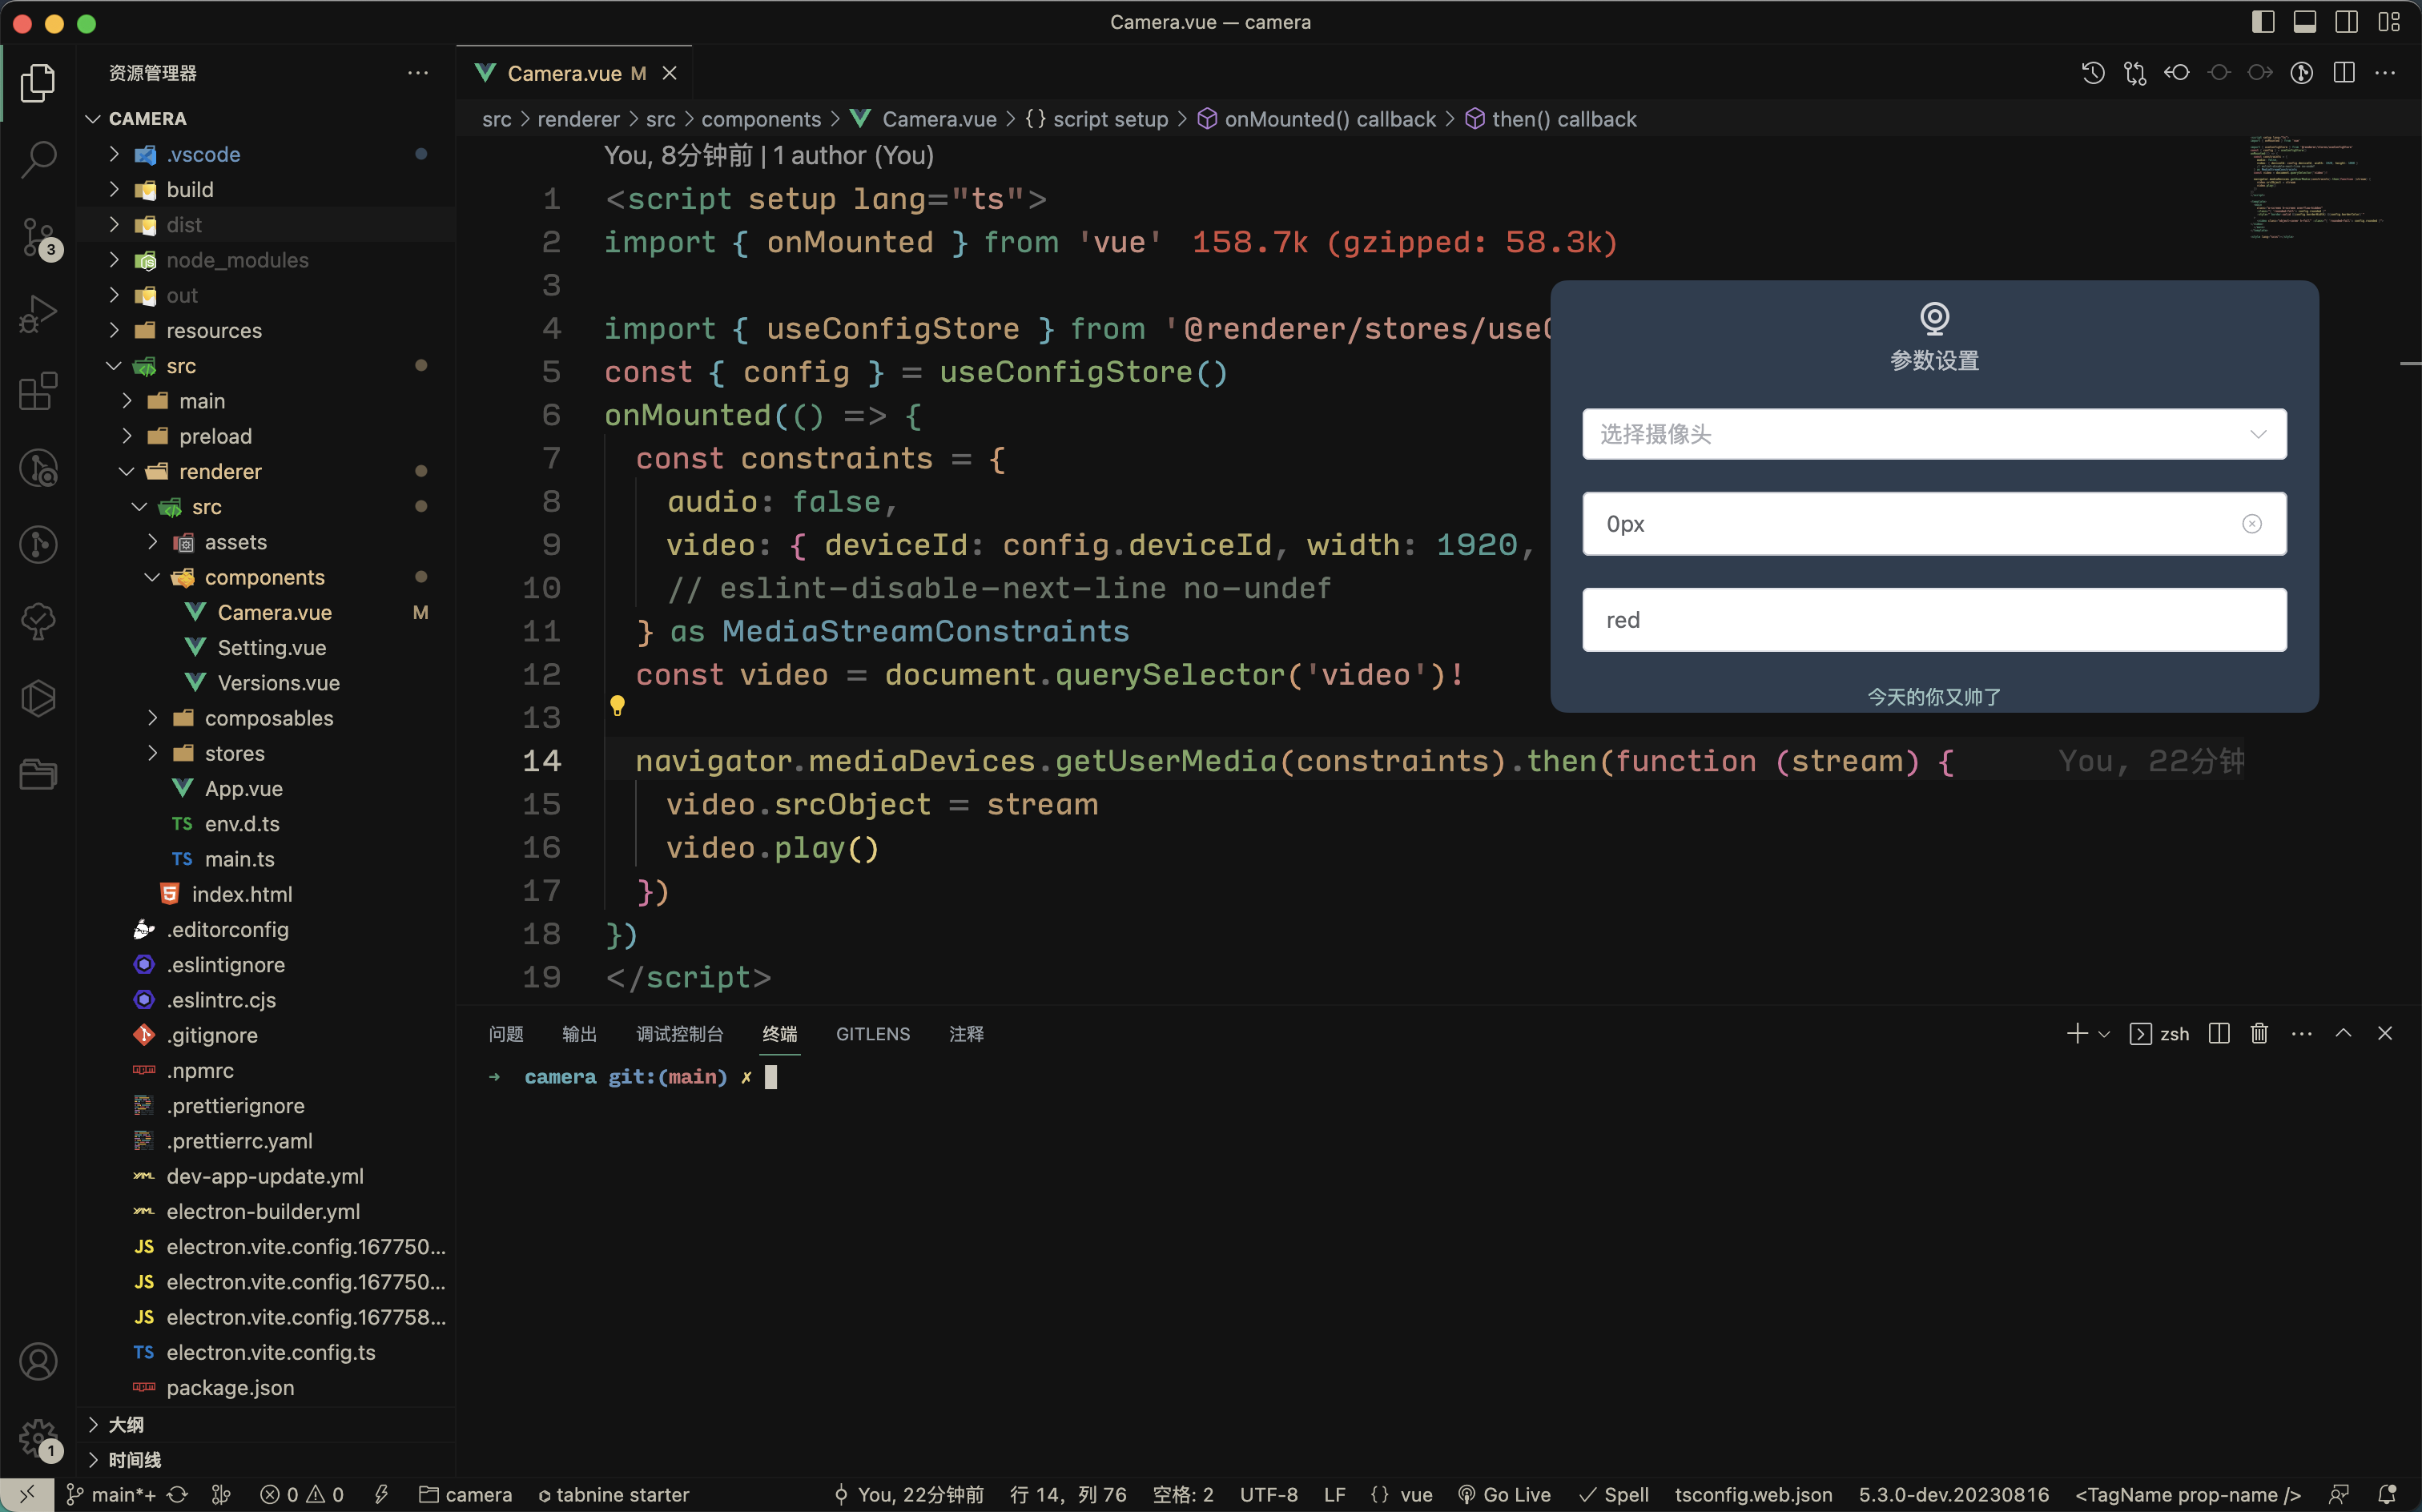 Camera.vue — camera
资源管理器
CAMERA
.vscode
build
dist
node_modules
out
resources
src
main
preload
renderer
src
assets
components
Camera.vue M
Setting.vue
Versions.vue
composables
stores
App.vue
TS env.d.ts
TS main.ts
index.html
.editorconfig
.eslintignore
.eslintrc.cjs
.gitignore
.npmrc
.prettierignore
.prettierrc.yaml
dev-app-update.yml
electron-builder.yml
JS electron.vite.config.167750...
JS electron.vite.config.167750...
JS electron.vite.config.167758...
TS electron.vite.config.ts
package.json
大纲
时间线
3
1
Camera.vue M
src > renderer > src > components > Camera.vue > {} script setup > onMounted() callback > then() callback
You, 8分钟前 | 1 author (You)
1 <script setup lang="ts">
2 import { onMounted } from 'vue' 158.7k (gzipped: 58.3k)
3
4 import { useConfigStore } from '@renderer/stores/use
5 const { config } = useConfigStore()
6 onMounted(() => {
7 const constraints = {
8 audio: false,
9 video: { deviceId: config.deviceId, width: 1920,
10 // eslint-disable-next-line no-undef
11 } as MediaStreamConstraints
12 const video = document.querySelector('video')!
13
14 navigator.mediaDevices.getUserMedia(constraints).then(function (stream) { You, 22分钟
15 video.srcObject = stream
16 video.play()
17 })
18 })
19 </script>
参数设置
选择摄像头
0px
red
今天的你又帅了
问题 输出 调试控制台 终端 GITLENS 注释
zsh
→ camera git:(main) ✗
main*+ 0 0 camera tabnine starter You, 22分钟前 行 14，列 76 空格: 2 UTF-8 LF {} vue Go Live ✓ Spell tsconfig.web.json 5.3.0-dev.20230816 <TagName prop-name />